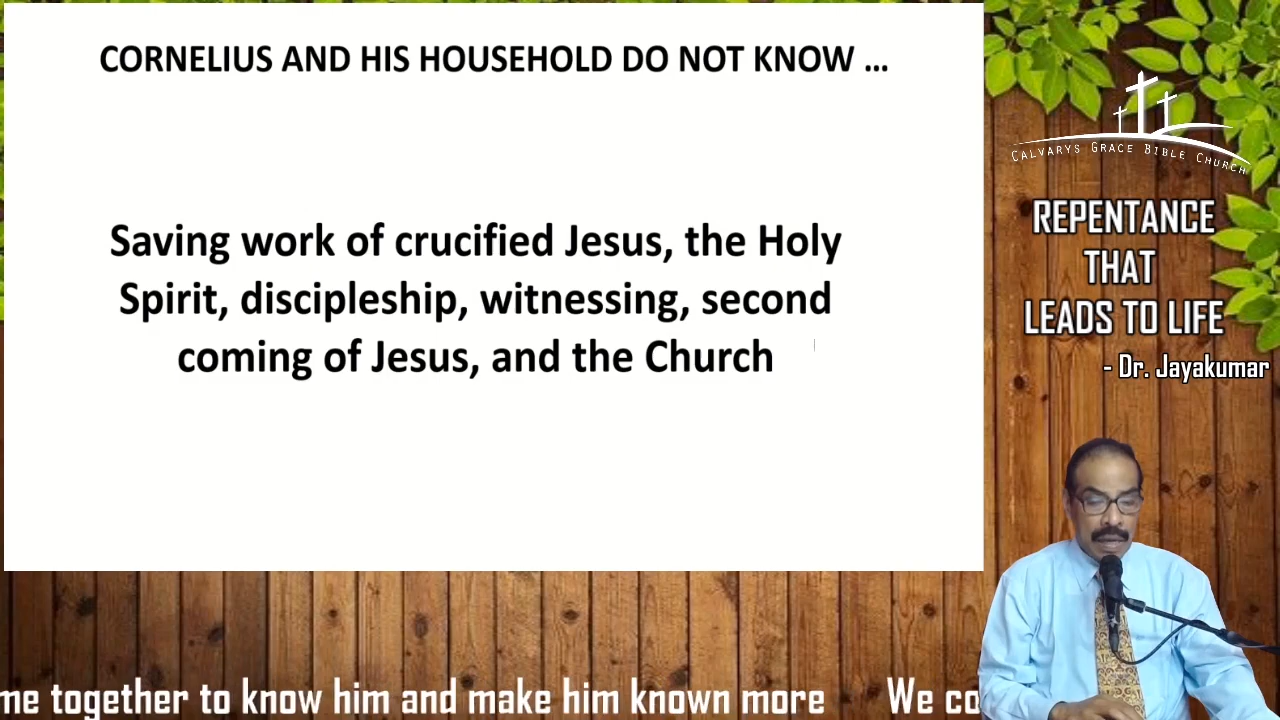 CORNELIUS AND HIS HOUSEHOLD DO NOT KNOW ...
Saving work of crucified Jesus, the Holy
Spirit, discipleship, witnessing, second
coming of Jesus, and the Church
CALVARYS GRACE BIBLE CHURCH
REPENTANCE
THAT
LEADS TO LIFE
- Dr. Jayakumar
me together to know him and make him known more We co